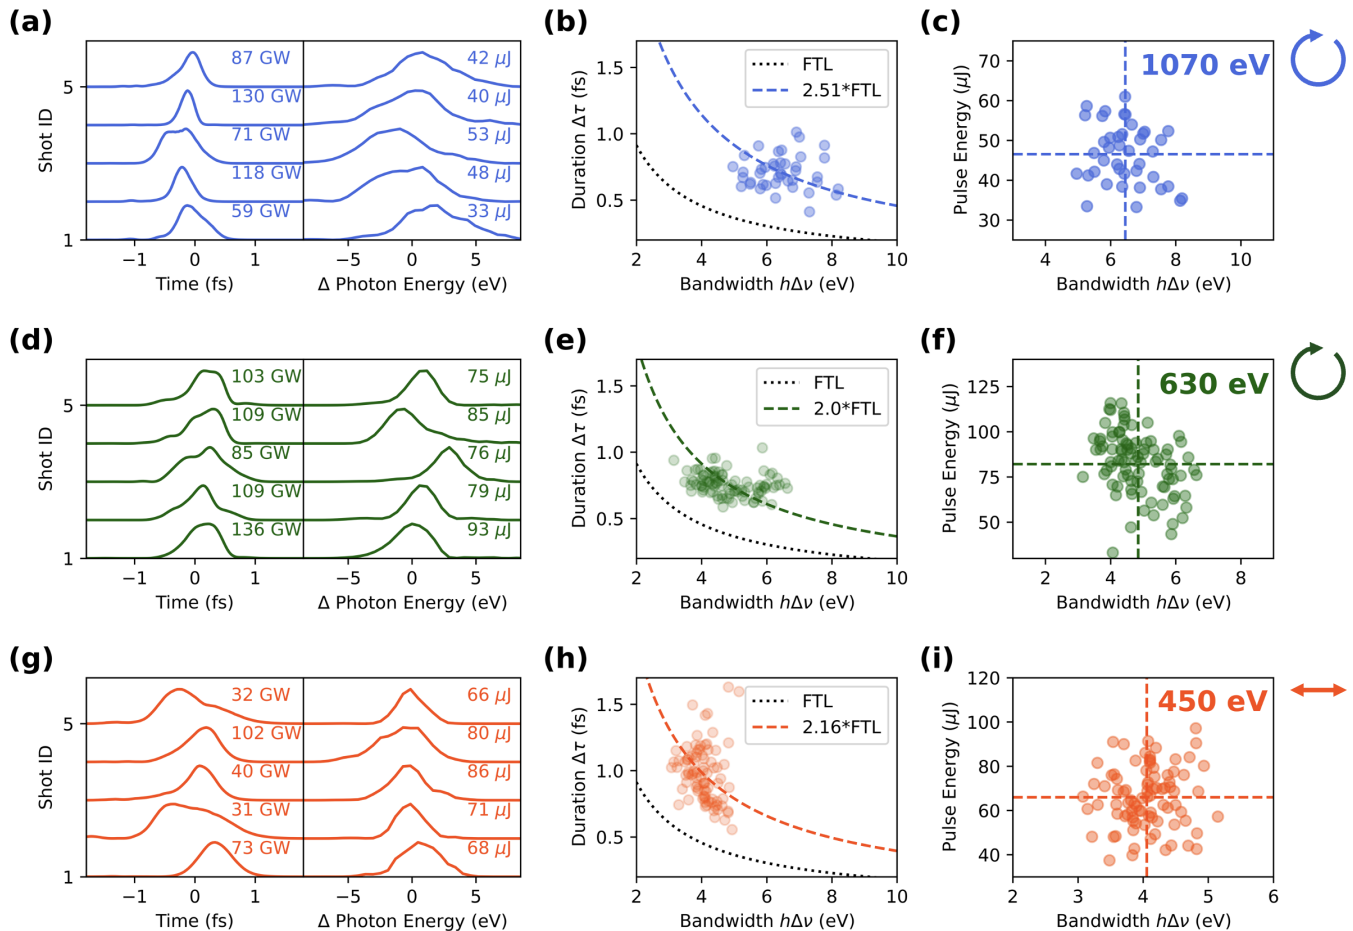 (a)
87 GW
130 GW
71 GW
118 GW
59 GW
42 μJ
40 μJ
53 μJ
48 μJ
33 μJ
5
1
Shot ID
−1 0 1
Time (fs)
−5 0 5
Δ Photon Energy (eV)
(b)
FTL
2.51*FTL
1.5
1.0
0.5
Duration Δτ (fs)
2 4 6 8 10
Bandwidth hΔν (eV)
(c)
1070 eV
70
60
50
40
30
Pulse Energy (μJ)
4 6 8 10
Bandwidth hΔν (eV)
(d)
103 GW
109 GW
85 GW
109 GW
136 GW
75 μJ
85 μJ
76 μJ
79 μJ
93 μJ
5
1
Shot ID
−1 0 1
Time (fs)
−5 0 5
Δ Photon Energy (eV)
(e)
FTL
2.0*FTL
1.5
1.0
0.5
Duration Δτ (fs)
2 4 6 8 10
Bandwidth hΔν (eV)
(f)
630 eV
125
100
75
50
Pulse Energy (μJ)
2 4 6 8
Bandwidth hΔν (eV)
(g)
32 GW
102 GW
40 GW
31 GW
73 GW
66 μJ
80 μJ
86 μJ
71 μJ
68 μJ
5
1
Shot ID
−1 0 1
Time (fs)
−5 0 5
Δ Photon Energy (eV)
(h)
FTL
2.16*FTL
1.5
1.0
0.5
Duration Δτ (fs)
2 4 6 8 10
Bandwidth hΔν (eV)
(i)
450 eV
120
100
80
60
40
Pulse Energy (μJ)
2 3 4 5 6
Bandwidth hΔν (eV)